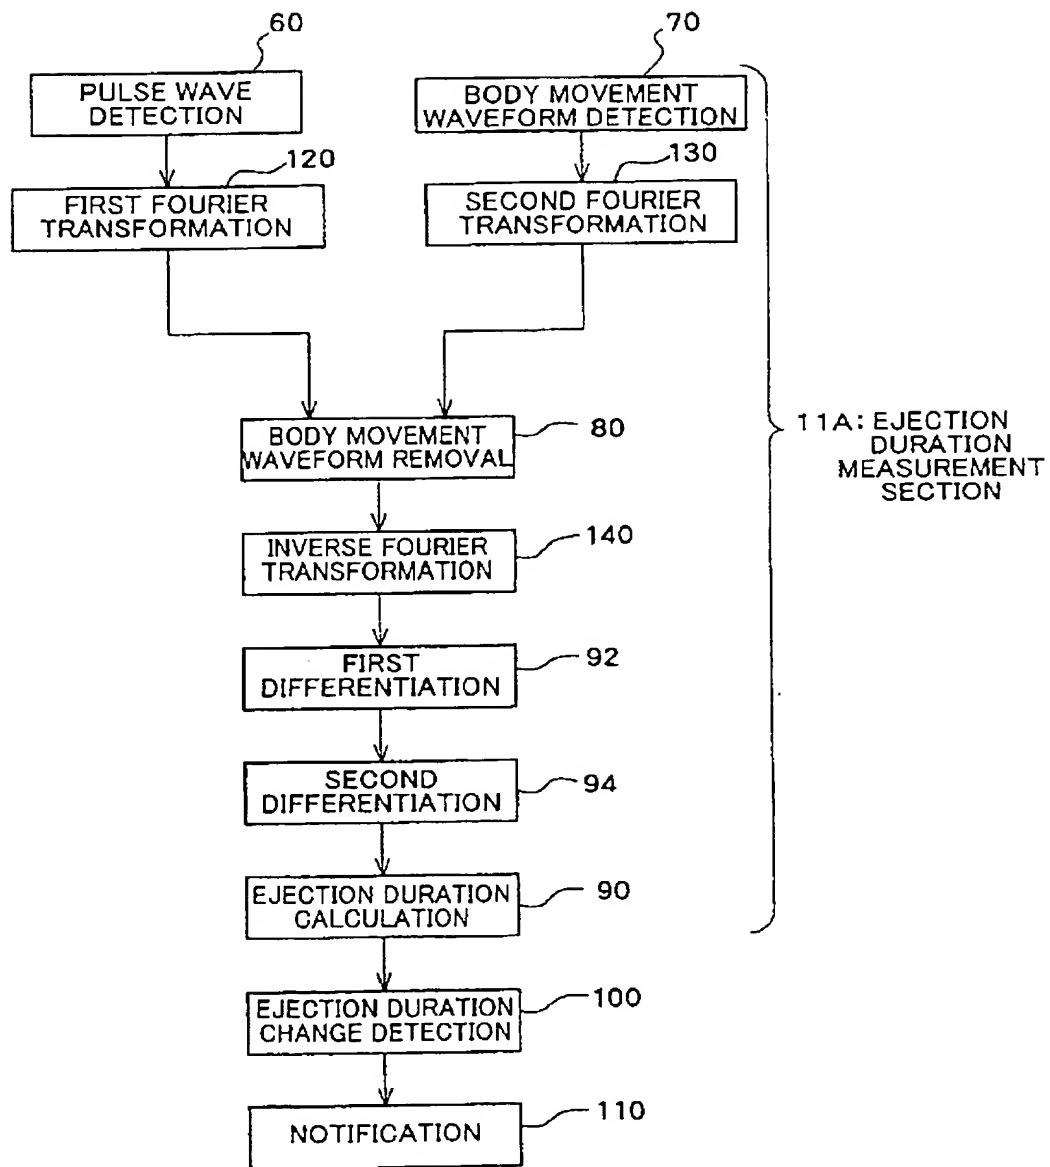 60
PULSE WAVE
DETECTION
70
BODY MOVEMENT
WAVEFORM DETECTION
120
FIRST FOURIER
TRANSFORMATION
130
SECOND FOURIER
TRANSFORMATION
BODY MOVEMENT
WAVEFORM REMOVAL
80
11A: EJECTION
DURATION
MEASUREMENT
SECTION
INVERSE FOURIER
TRANSFORMATION
140
FIRST
DIFFERENTIATION
92
SECOND
DIFFERENTIATION
94
EJECTION DURATION
CALCULATION
90
EJECTION DURATION
CHANGE DETECTION
100
NOTIFICATION
110